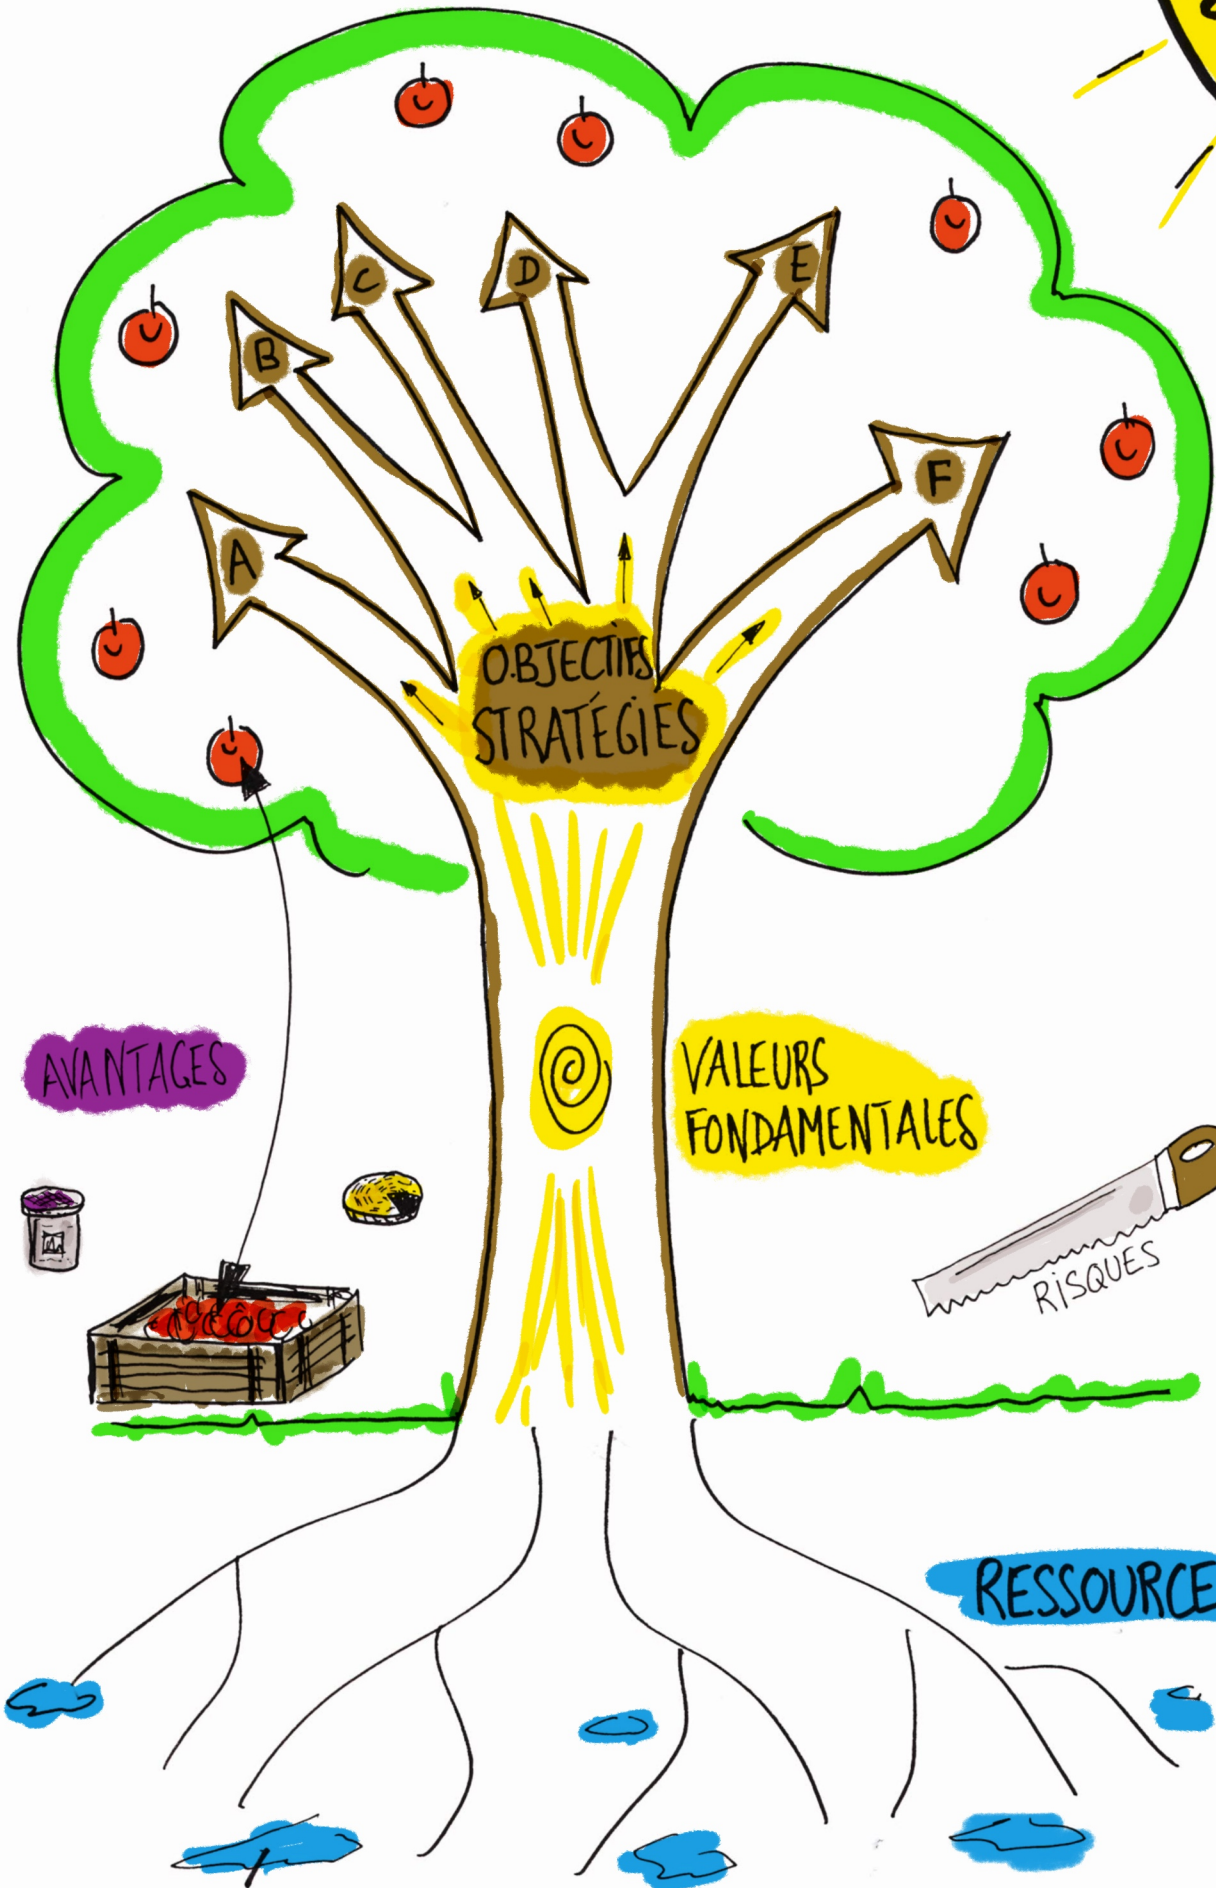 C
D
E
B
F
A
OBJECTIFS
STRATÉGIES
AVANTAGES
VALEURS
FONDAMENTALES
RISQUES
RESSOURCE